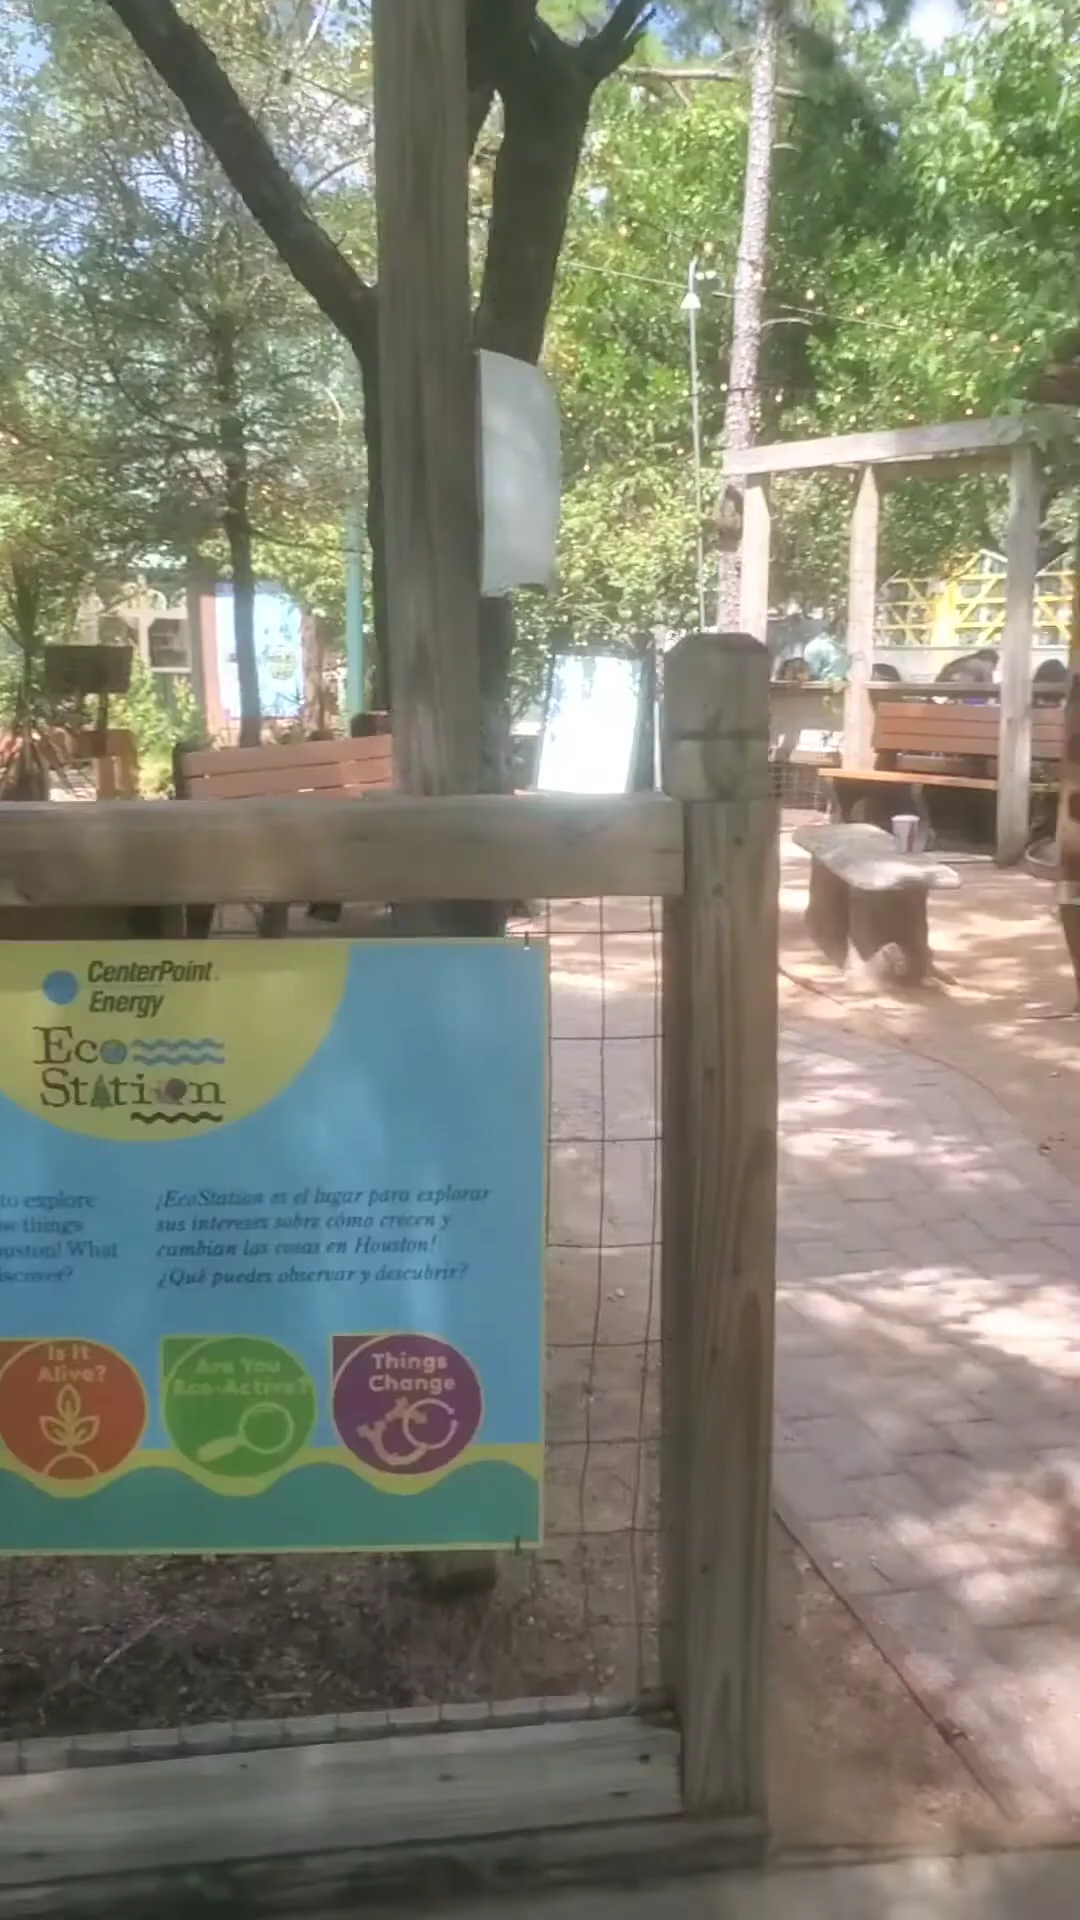 CenterPoint.
Energy
Eco
Station
to explore
things
What
¡EcoStation es el lugar para explorar
sus intereses sobre cómo crecen y
cambian las cosas en Houston!
¿Qué puedes observar y descubrir?
Is It
Alive?
Are You
Eco-Active?
Things
Change